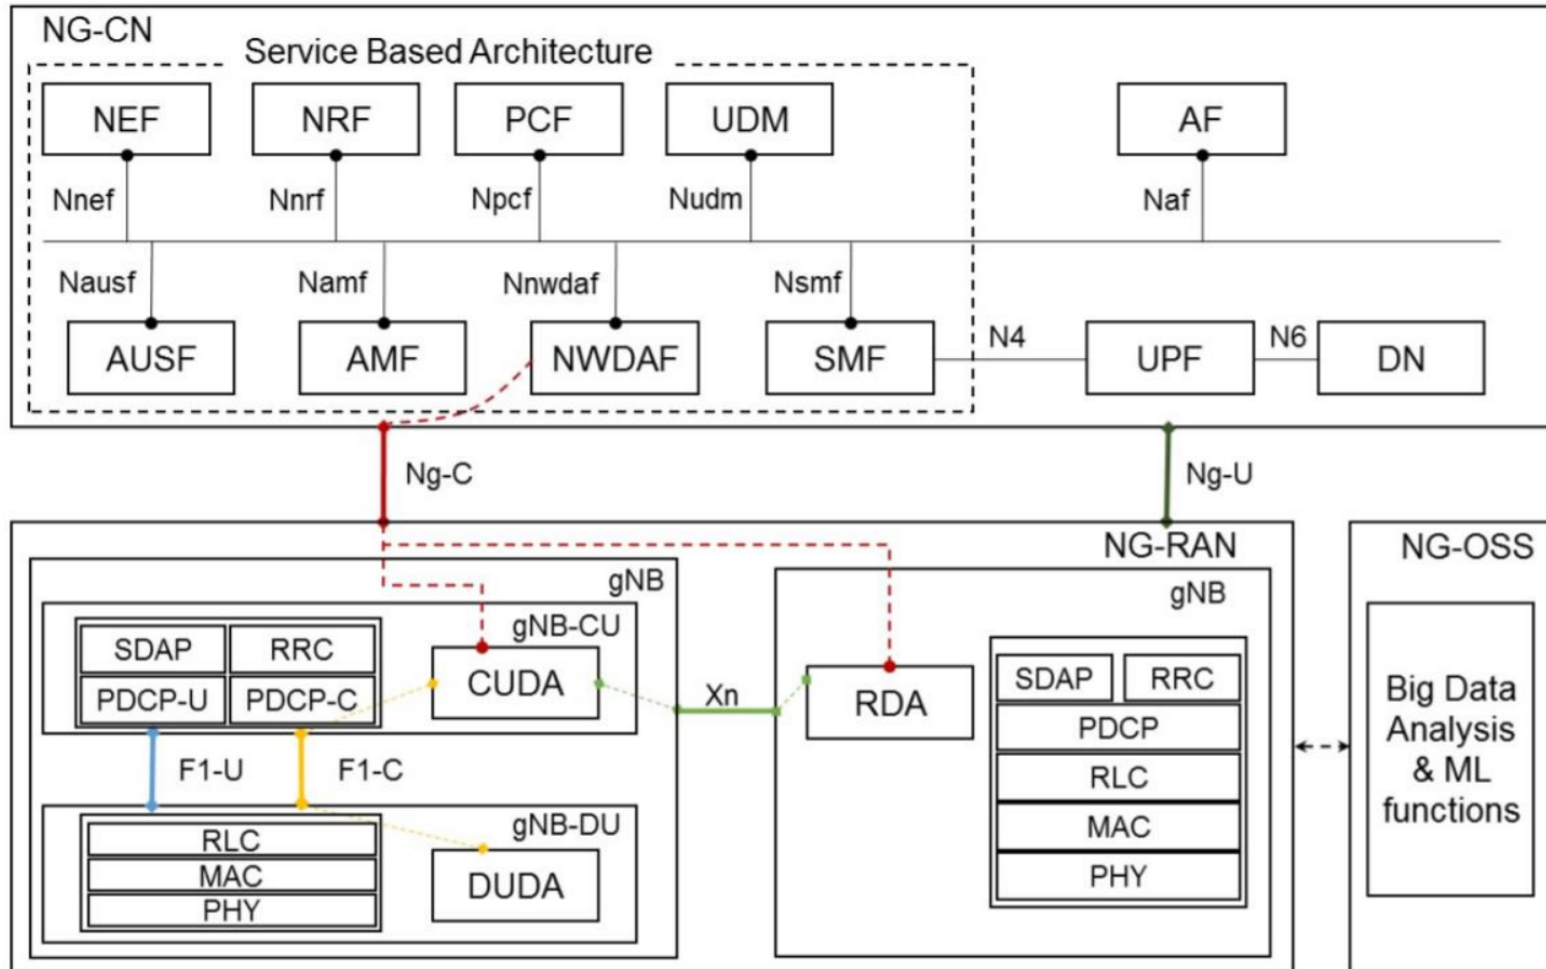 NG-CN
Service Based Architecture
NEF
NRF
PCF
UDM
AF
Nnef
Nnrf
Npcf
Nudm
Naf
Nausf
Namf
Nnwdaf
Nsmf
AUSF
AMF
NWDAF
SMF
N4
UPF
N6
DN
Ng-C
Ng-U
NG-RAN
NG-OSS
gNB
gNB
gNB-CU
SDAP
RRC
PDCP-U
PDCP-C
CUDA
Xn
RDA
SDAP
RRC
PDCP
RLC
MAC
PHY
F1-U
F1-C
gNB-DU
RLC
MAC
PHY
DUDA
Big Data
Analysis
& ML
functions